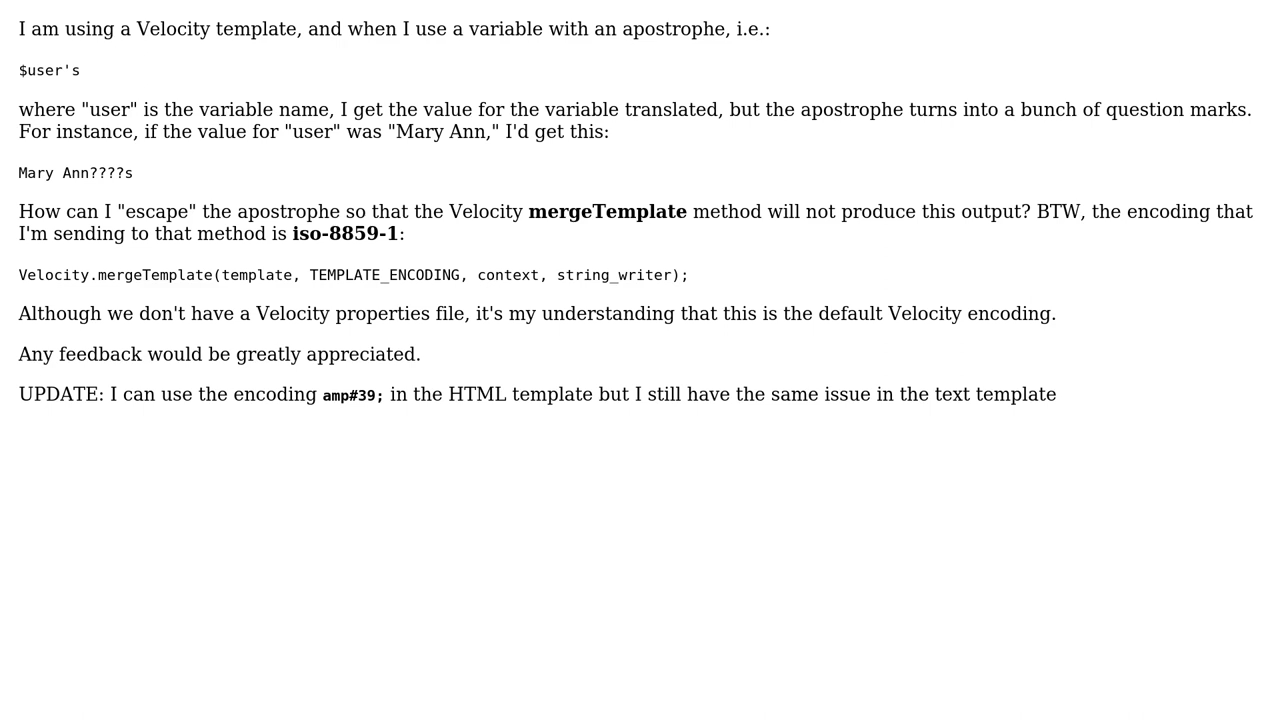 I am using a Velocity template, and when I use a variable with an apostrophe, i.e.:
$user's
where "user" is the variable name, I get the value for the variable translated, but the apostrophe turns into a bunch of question marks.
For instance, if the value for "user" was "Mary Ann," I'd get this:
Mary Ann????s
How can I "escape" the apostrophe so that the Velocity mergeTemplate method will not produce this output? BTW, the encoding that
I'm sending to that method is iso-8859-1:
Velocity.mergeTemplate(template, TEMPLATE_ENCODING, context, string_writer);
Although we don't have a Velocity properties file, it's my understanding that this is the default Velocity encoding.
Any feedback would be greatly appreciated.
UPDATE: I can use the encoding amp#39; in the HTML template but I still have the same issue in the text template